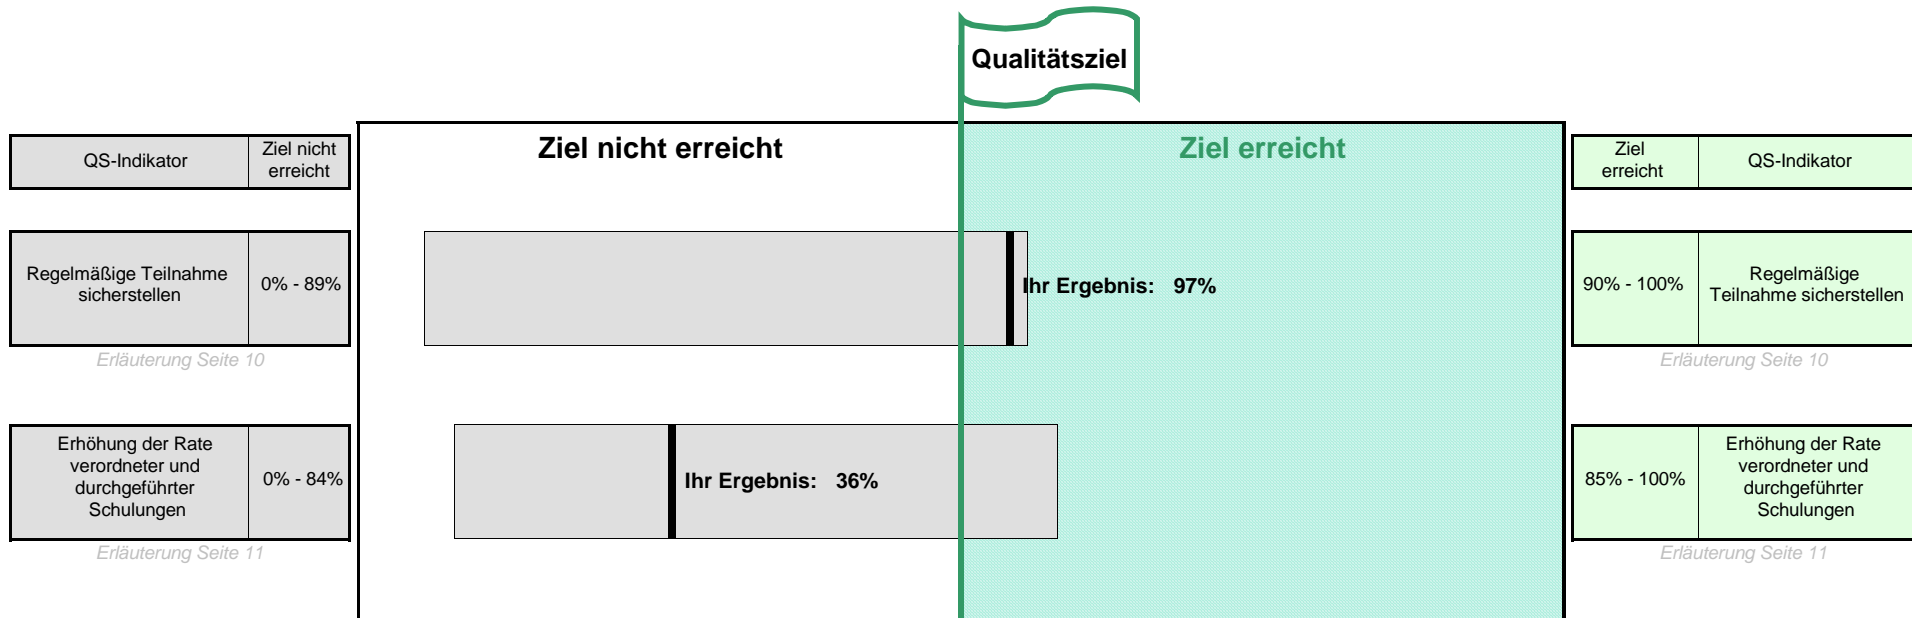 Qualitätsziel
Ziel nicht erreicht
Ziel erreicht
QS-Indikator
Ziel nicht
erreicht
Ziel
erreicht
QS-Indikator
Regelmäßige Teilnahme
sicherstellen
0% - 89%
Ihr Ergebnis: 97%
90% - 100%
Regelmäßige
Teilnahme sicherstellen
Erläuterung Seite 10
Erläuterung Seite 10
Erhöhung der Rate
verordneter und
durchgeführter
Schulungen
0% - 84%
Ihr Ergebnis: 36%
85% - 100%
Erhöhung der Rate
verordneter und
durchgeführter
Schulungen
Erläuterung Seite 11
Erläuterung Seite 11